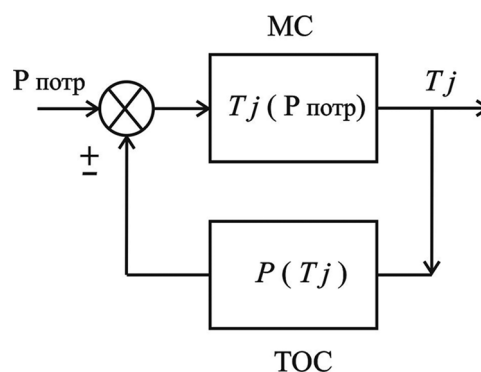 МС
Р потр
Tj ( Р потр)
Tj
±
P ( Tj )
ТОС